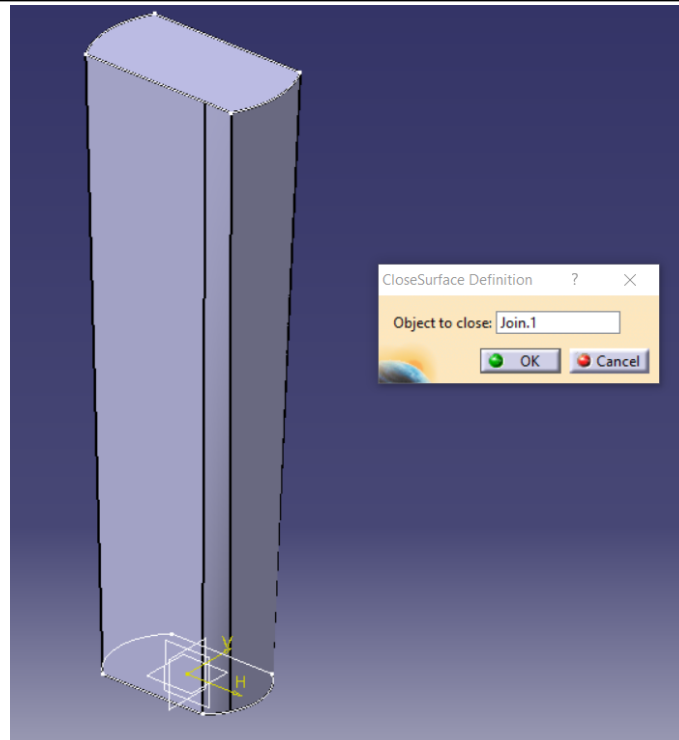 CloseSurface Definition ? ×
Object to close: Join.1
OK Cancel
V
H